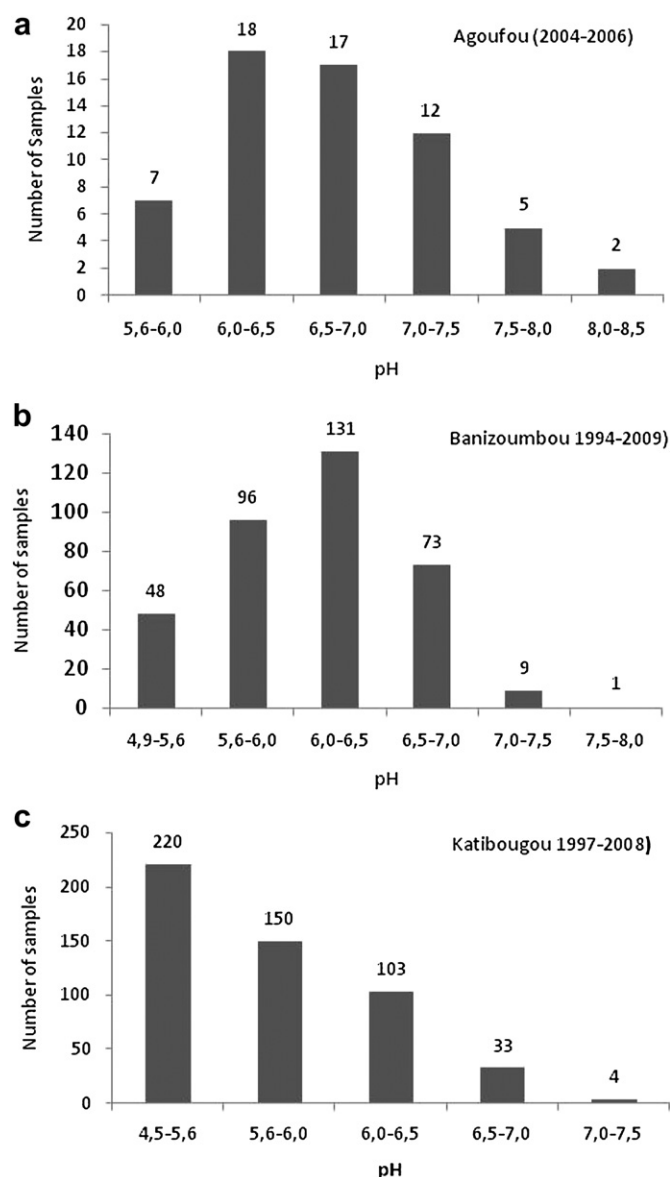 a
Agoufou (2004-2006)
Number of Samples
20
18
16
14
12
10
8
6
4
2
0
7
18
17
12
5
2
5,6-6,0 6,0-6,5 6,5-7,0 7,0-7,5 7,5-8,0 8,0-8,5
pH
b
Banizoumbou 1994-2009)
Number of samples
140
120
100
80
60
40
20
0
48
96
131
73
9
1
4,9-5,6 5,6-6,0 6,0-6,5 6,5-7,0 7,0-7,5 7,5-8,0
pH
c
Katibougou 1997-2008)
Number of samples
250
200
150
100
50
0
220
150
103
33
4
4,5-5,6 5,6-6,0 6,0-6,5 6,5-7,0 7,0-7,5
pH